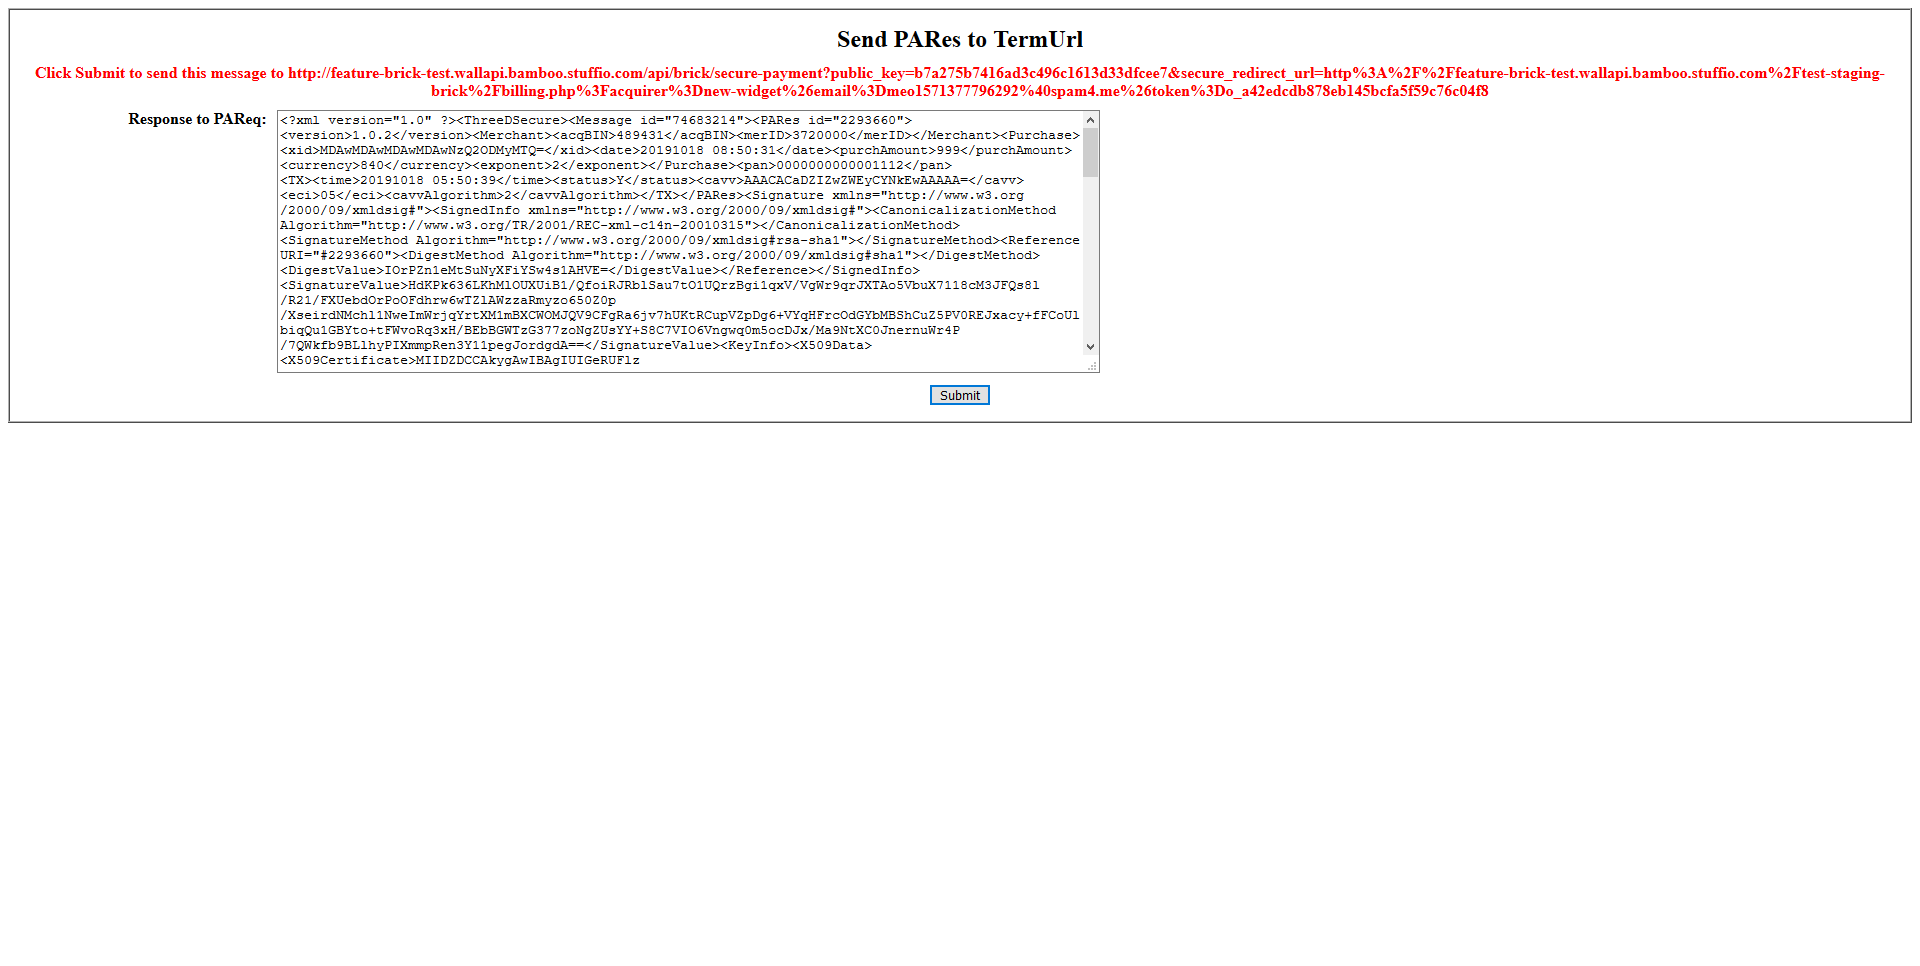 Send PARes to TermUrl
Click Submit to send this message to http://feature-brick-test.wallapi.bamboo.stuffio.com/api/brick/secure-payment?public_key=b7a275b7416ad3c496c1613d33dfcee7&secure_redirect_url=http%3A%2F%2Ffeature-brick-test.wallapi.bamboo.stuffio.com%2Ftest-staging-
brick%2Fbilling.php%3Facquirer%3Dnew-widget%26email%3Dmeo1571377796292%40spam4.me%26token%3Do_a42edcdb878eb145bcfa5f59c76c04f8
Response to PAReq:
<?xml version="1.0" ?><ThreeDSecure><Message id="74683214"><PARes id="2293660">
<version>1.0.2</version><Merchant><acqBIN>489431</acqBIN><merID>3720000</merID></Merchant><Purchase>
<xid>MDAwMDAwMDAwMDAwNzQ2ODMyMTQ=</xid><date>20191018 08:50:31</date><purchAmount>999</purchAmount>
<currency>840</currency><exponent>2</exponent></Purchase><pan>0000000000001112</pan>
<TX><time>20191018 05:50:39</time><status>Y</status><cavv>AAACACaDZIZwZWEyCYNkEwAAAAA=</cavv>
<eci>05</eci><cavvAlgorithm>2</cavvAlgorithm></TX></PARes><Signature xmlns="http://www.w3.org
/2000/09/xmldsig#"><SignedInfo xmlns="http://www.w3.org/2000/09/xmldsig#"><CanonicalizationMethod
Algorithm="http://www.w3.org/TR/2001/REC-xml-c14n-20010315"></CanonicalizationMethod>
<SignatureMethod Algorithm="http://www.w3.org/2000/09/xmldsig#rsa-sha1"></SignatureMethod><Reference
URI="#2293660"><DigestMethod Algorithm="http://www.w3.org/2000/09/xmldsig#sha1"></DigestMethod>
<DigestValue>IOrPZn1eMtSuNyXFiYSw4s1AHVE=</DigestValue></Reference></SignedInfo>
<SignatureValue>HdKPk636LKhMlOUXUiB1/QfoiRJRblSau7tO1UQrzBgi1qxV/VgWr9qrJXTAo5VbuX7118cM3JFQs8l
/R21/FXUebdOrPoOFdhrw6wTZlAWzzaRmyzo650Z0p
/XseirdNMchl1NweImWrjqYrtXM1mBXCWOMJQV9CFgRa6jv7hUKtRCupVZpDg6+VYqHFrcOdGYbMBShCuZ5PV0REJxacy+fFCoUl
biqQu1GBYto+tFWvoRq3xH/BEbBGWTzG377zoNgZUsYY+S8C7VIO6Vngwq0m5ocDJx/Ma9NtXC0JnernuWr4P
/7QWkfb9BLlhyPIXmmpRen3Y11pegJordgdA==</SignatureValue><KeyInfo><X509Data>
<X509Certificate>MIIDZDCCAkygAwIBAgIUIGeRUFlz
Submit